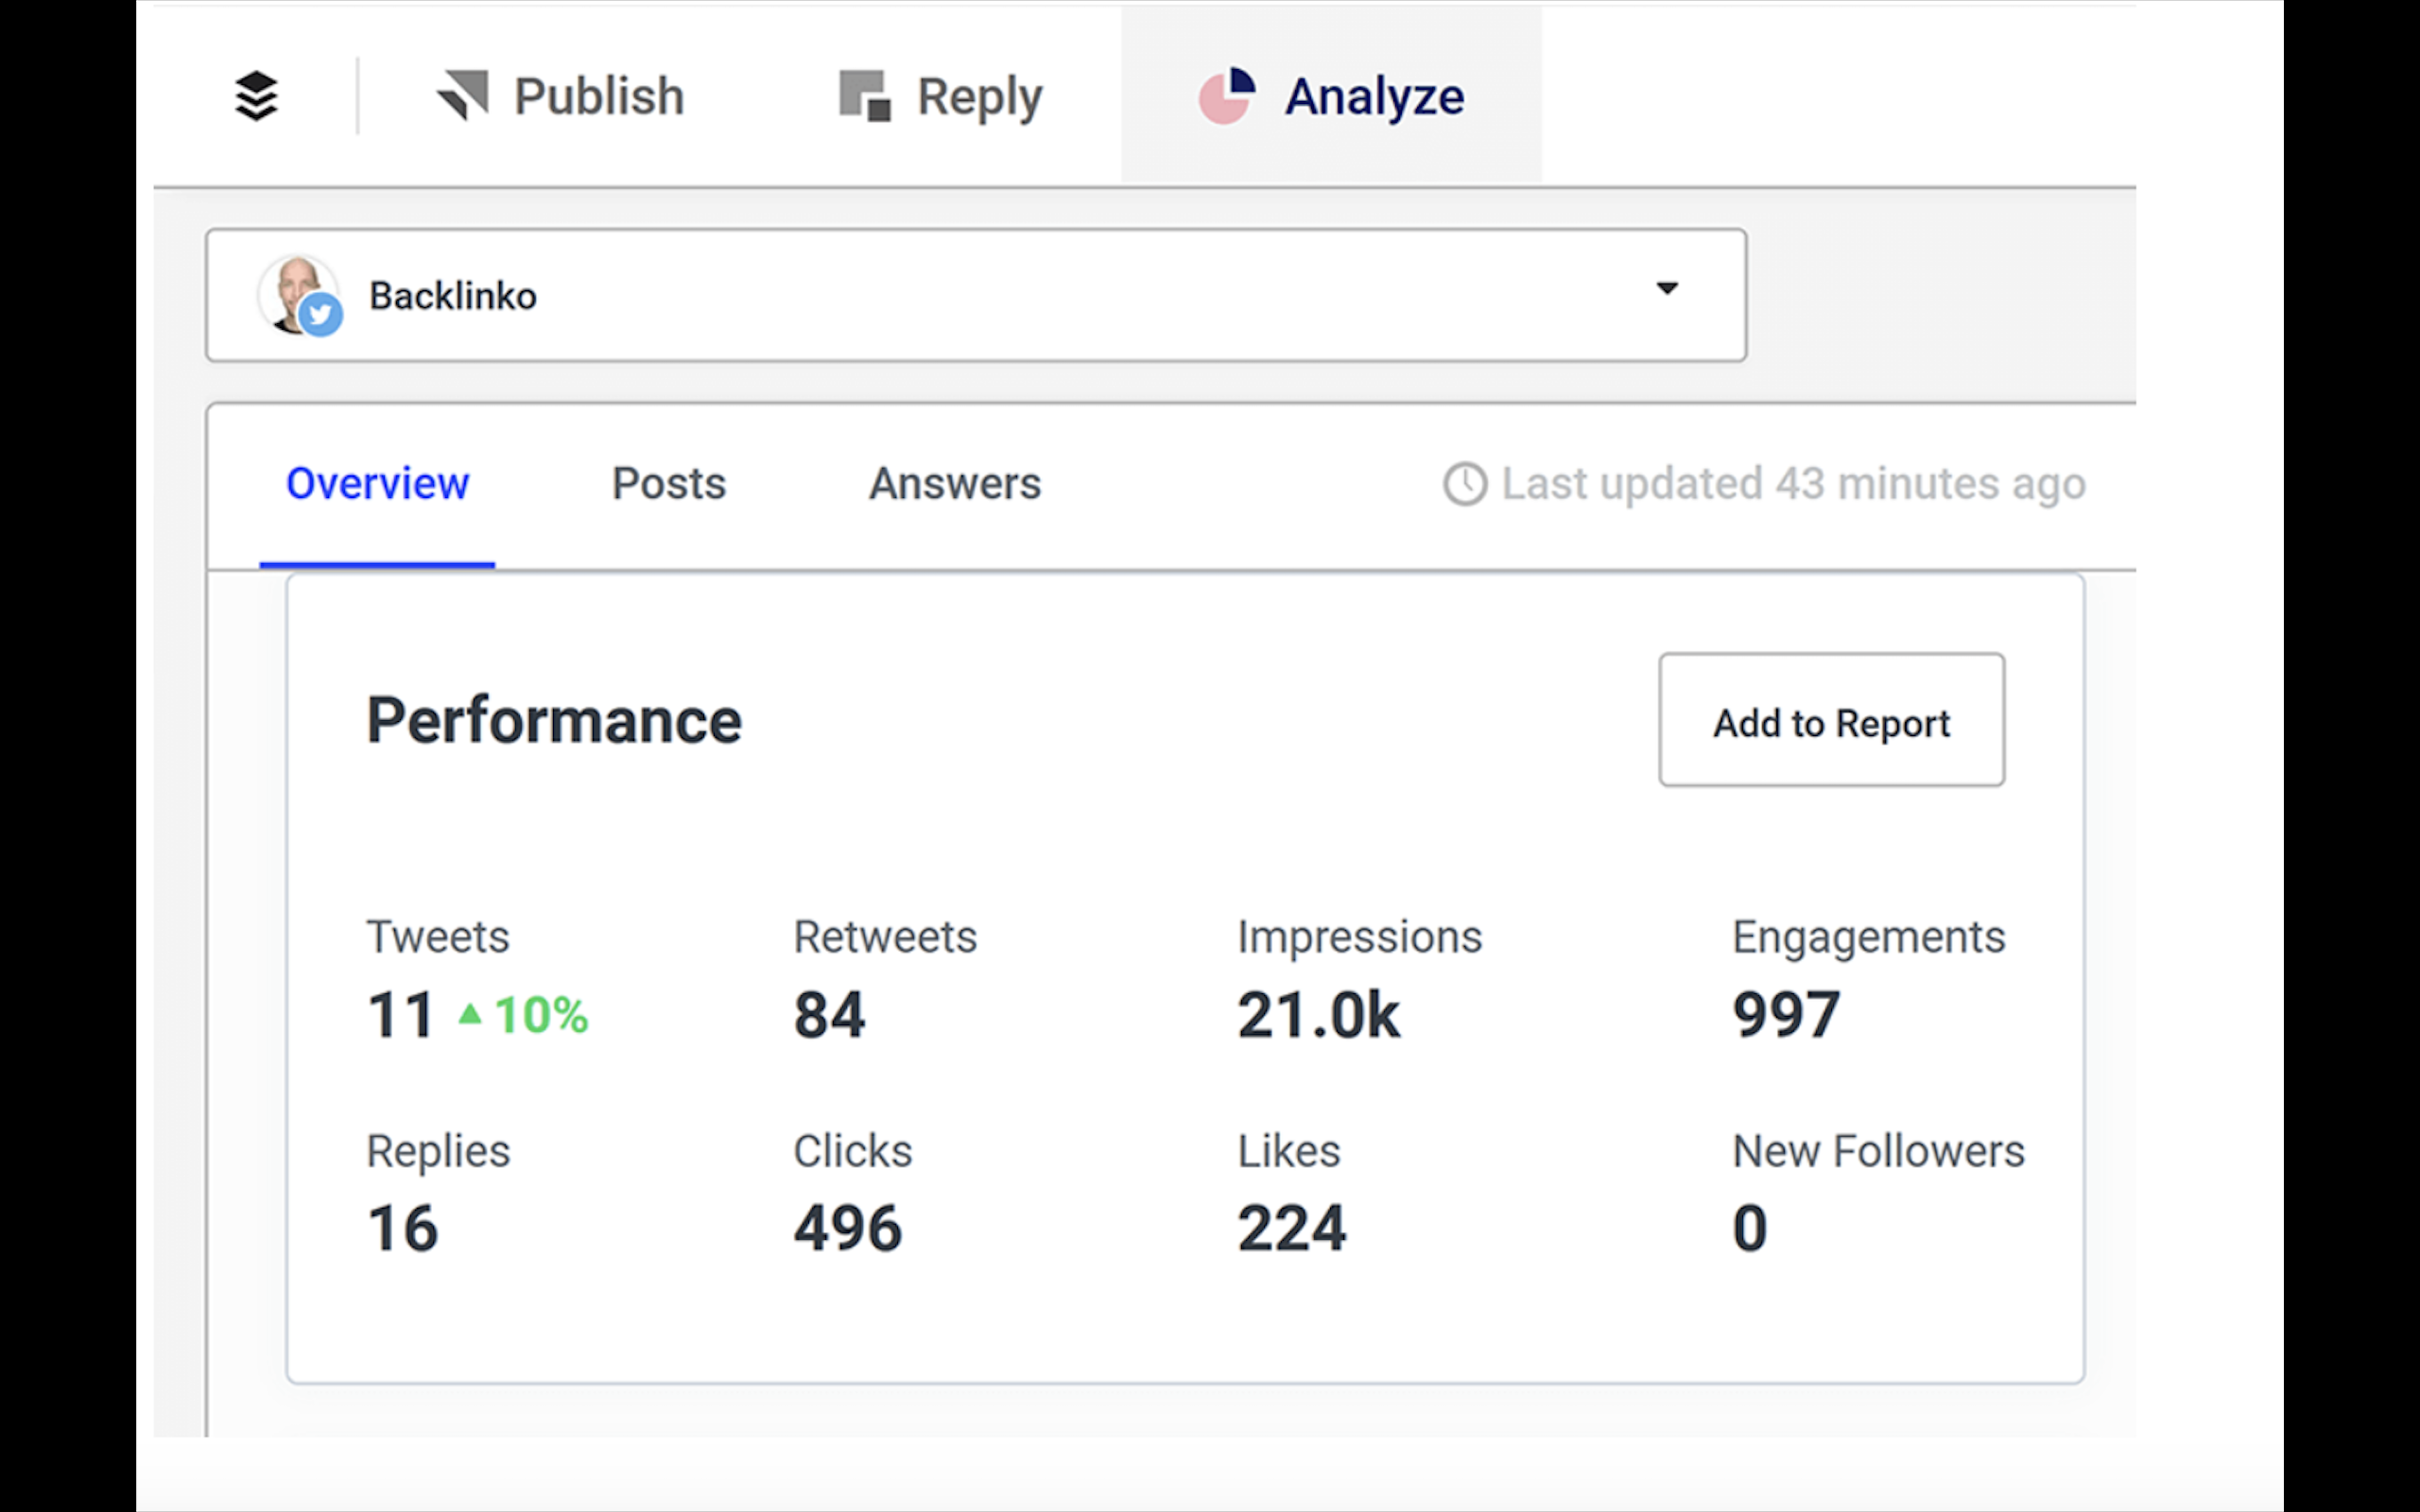 Publish Reply Analyze
Backlinko
Overview Posts Answers Last updated 43 minutes ago
Performance Add to Report
Tweets Retweets Impressions Engagements
11 10% 84 21.0k 997
Replies Clicks Likes New Followers
16 496 224 0